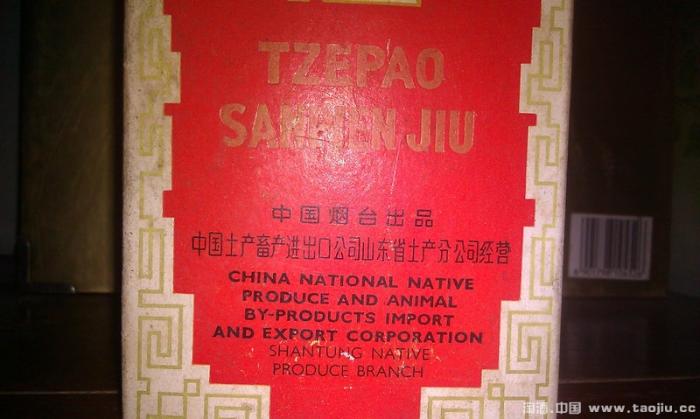 TZEPAO
SANPIEN JIU
中国烟台出品
中国土产畜产进出口公司山东省土产分公司经营
CHINA NATIONAL NATIVE
PRODUCE AND ANIMAL
BY-PRODUCTS IMPORT
AND EXPORT CORPORATION
SHANTUNG NATIVE
PRODUCE BRANCH
淘酒.中国 www.taojiu.cc